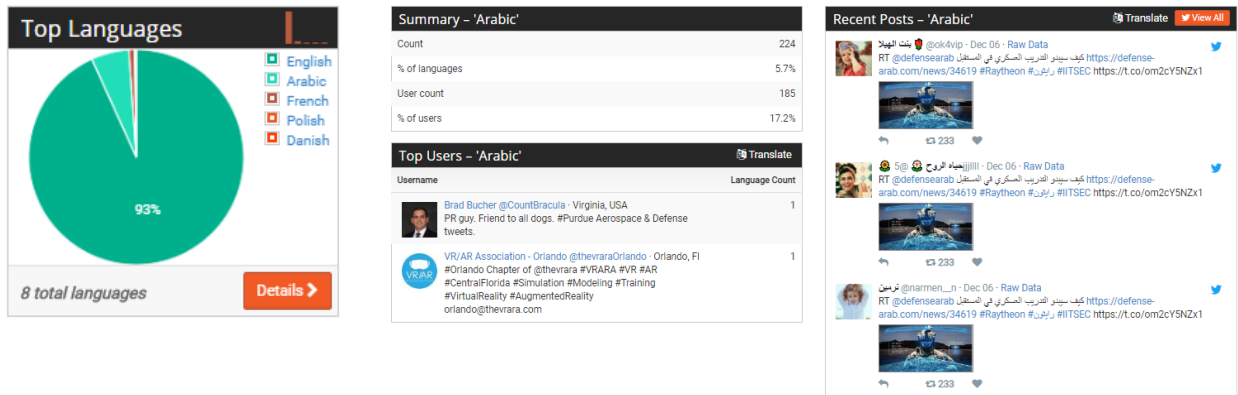 Top Languages
English
Arabic
French
Polish
Danish
93%
8 total languages
Details
Summary – 'Arabic'
Count 224
% of languages 5.7%
User count 185
% of users 17.2%
Top Users – 'Arabic'
Translate
Username Language Count
Brad Bucher @CountBracula · Virginia, USA 1
PR guy. Friend to all dogs. #Purdue Aerospace & Defense
tweets.
VR/AR
VR/AR Association - Orlando @thevraraOrlando · Orlando, Fl 1
#Orlando Chapter of @thevrara #VRARA #VR #AR
#CentralFlorida #Simulation #Modeling #Training
#VirtualReality #AugmentedReality
orlando@thevrara.com
Recent Posts – 'Arabic'
Translate
View All
بنت الهيلا @ok4vip · Dec 06 · Raw Data
RT @defensearab كيف سيبدو التدريب العسكري في المستقبل https://defense-
arab.com/news/34619 #Raytheon #رايثون #IITSEC https://t.co/om2cY5NZx1
233
حياه الروح 5@ jjjlllll · Dec 06 · Raw Data
RT @defensearab كيف سيبدو التدريب العسكري في المستقبل https://defense-
arab.com/news/34619 #Raytheon #رايثون #IITSEC https://t.co/om2cY5NZx1
233
نرمين @narmen__n · Dec 06 · Raw Data
RT @defensearab كيف سيبدو التدريب العسكري في المستقبل https://defense-
arab.com/news/34619 #Raytheon #رايثون #IITSEC https://t.co/om2cY5NZx1
233